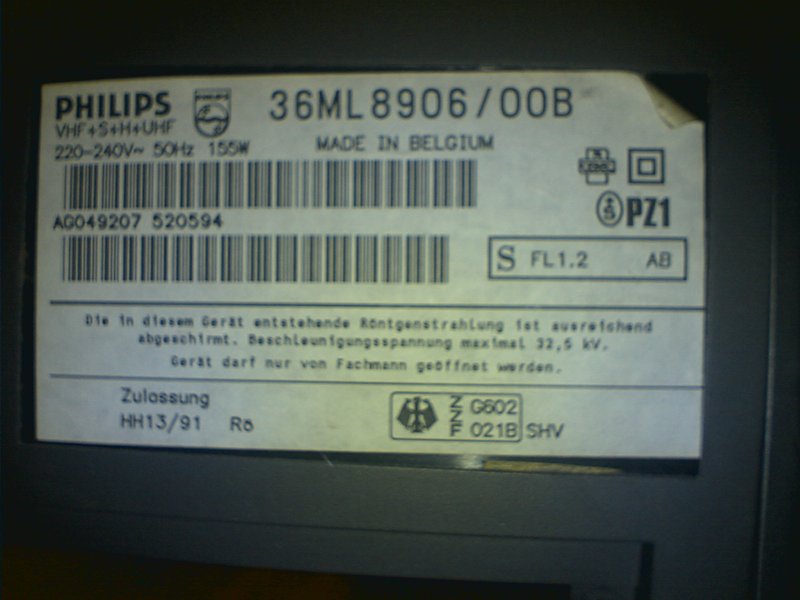 PHILIPS PHILIPS 36ML8906/00B
VHF+S+H+UHF
220-240V~ 50Hz 155W MADE IN BELGIUM
AG049207 520594
S PZ1
S FL1.2 AB
Die in diesem Gerät entstehende Röntgenstrahlung ist ausreichend
abgeschirmt. Beschleunigungsspannung maximal 32,5 kV.
Gerät darf nur von Fachmann geöffnet werden.
Zulassung
HH13/91 Rö
ZZF G602
021B SHV